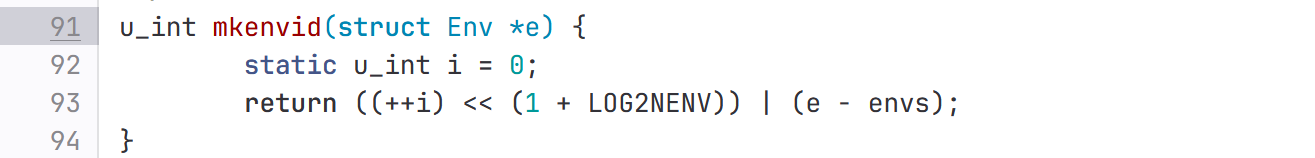 91 u_int mkenvid(struct Env *e) {
92         static u_int i = 0;
93         return ((++i) << (1 + LOG2NENV)) | (e - envs);
94 }